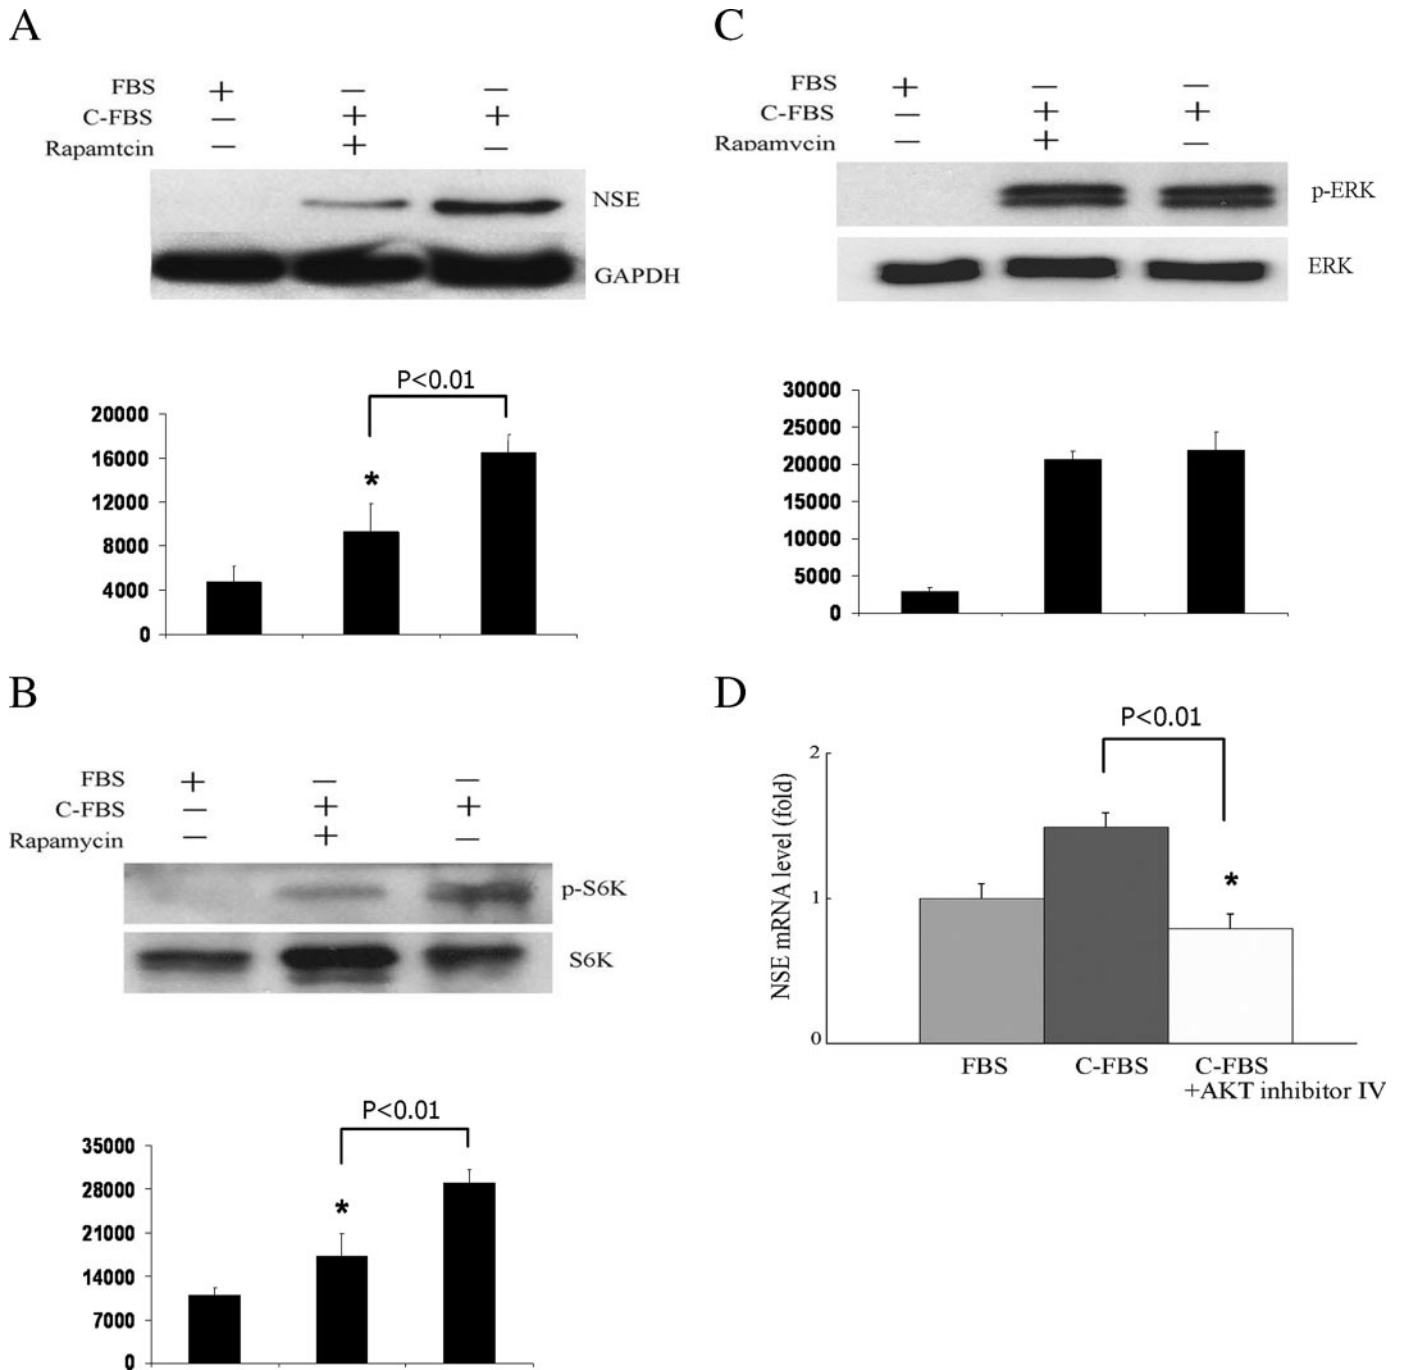 A
FBS + − −
C-FBS − + +
Rapamtcin − + −
NSE
GAPDH
P<0.01
*
20000
16000
12000
8000
4000
0
B
FBS + − −
C-FBS − + +
Rapamycin − + −
p-S6K
S6K
P<0.01
*
35000
28000
21000
14000
7000
0
C
FBS + − −
C-FBS − + +
Rapamycin − + −
p-ERK
ERK
30000
25000
20000
15000
10000
5000
0
D
P<0.01
*
NSE mRNA level (fold)
2
1
0
FBS C-FBS C-FBS
+AKT inhibitor IV